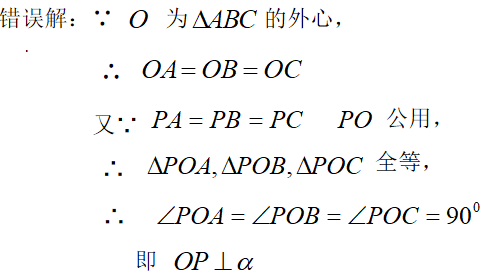 错误解：∵ O 为 ΔABC 的外心，
∴ OA = OB = OC
又∵ PA = PB = PC PO 公用，
∴ ΔPOA, ΔPOB, ΔPOC 全等，
∴ ∠POA = ∠POB = ∠POC = 90⁰
即 OP ⊥ α